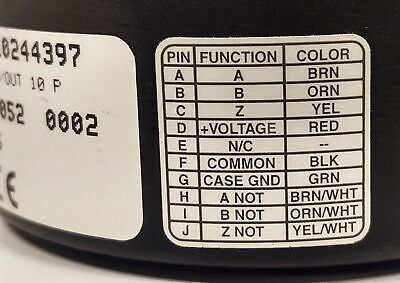 10244397
/OUT 10 P
052 0002
CE
PIN FUNCTION COLOR
A A BRN
B B ORN
C Z YEL
D +VOLTAGE RED
E N/C --
F COMMON BLK
G CASE GND GRN
H A NOT BRN/WHT
I B NOT ORN/WHT
J Z NOT YEL/WHT